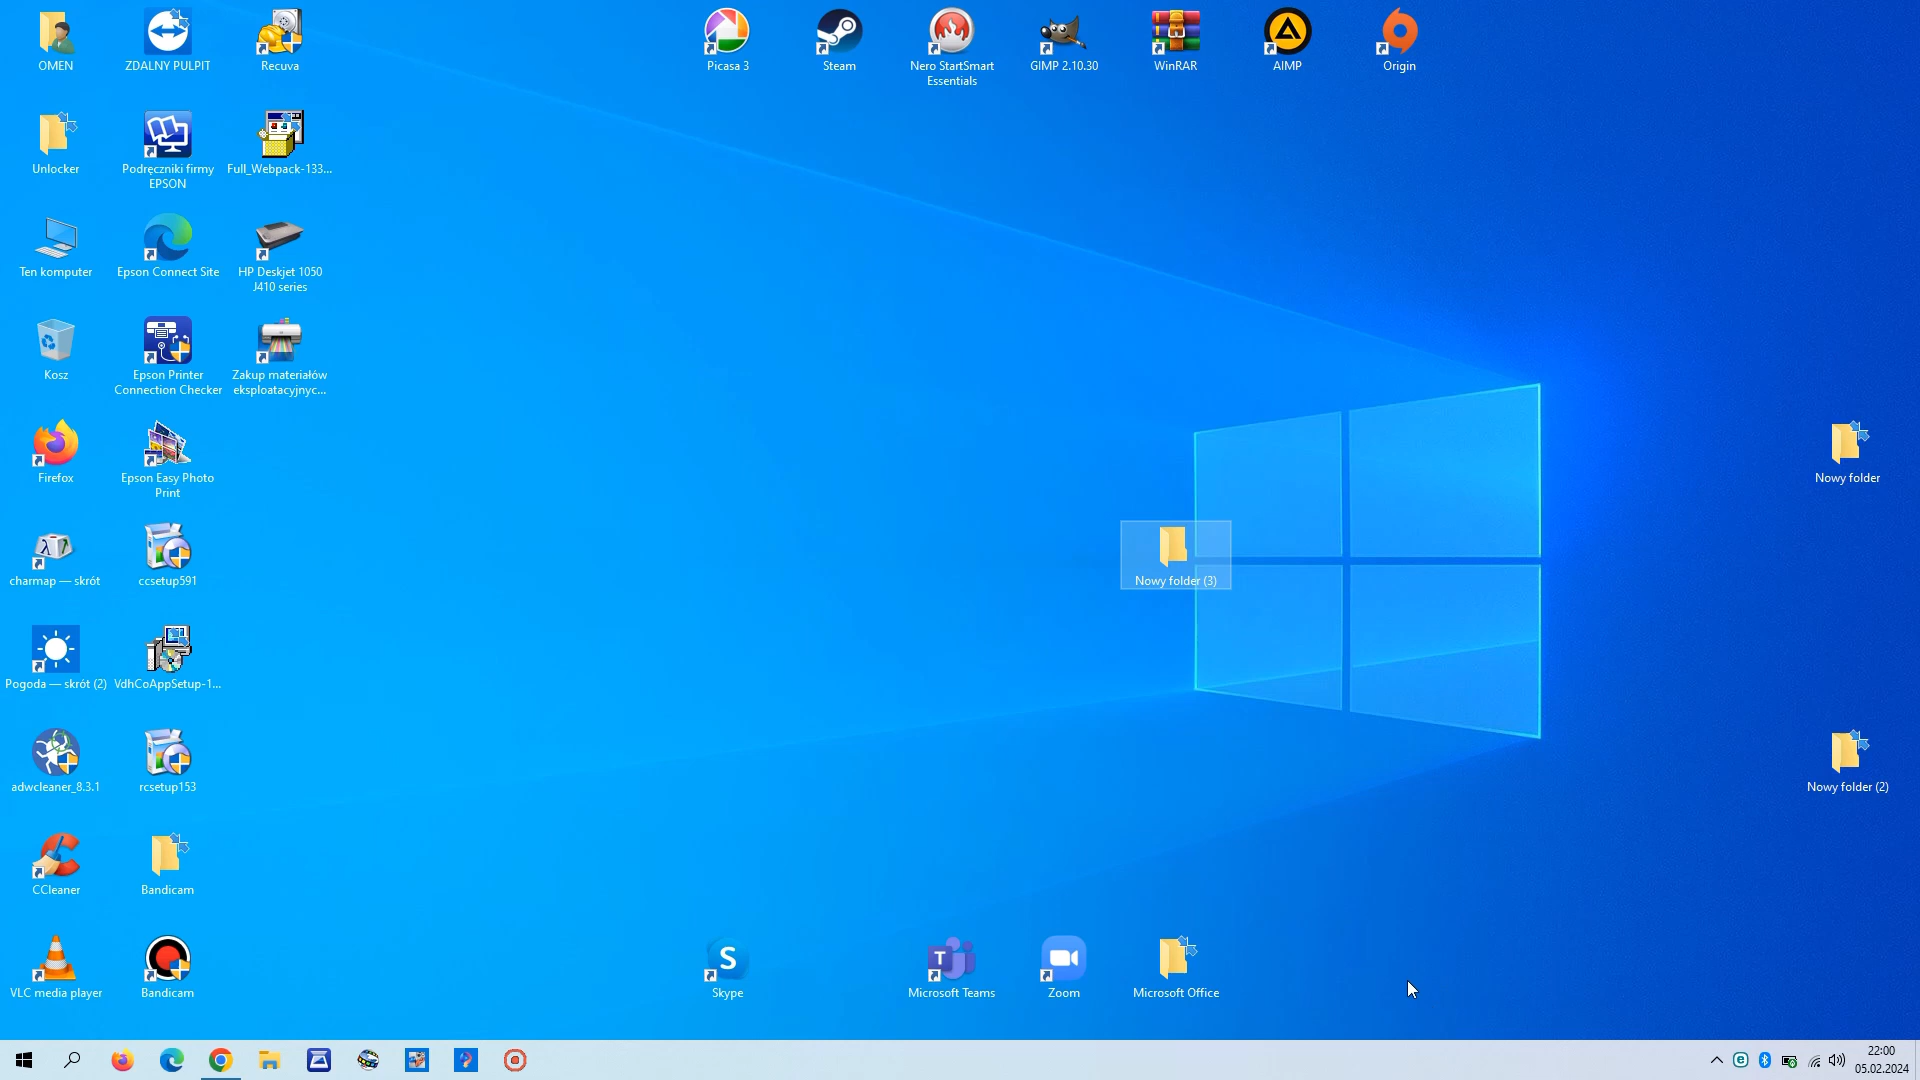 OMEN
ZDALNY PULPIT
Recuva
Picasa 3
Steam
Nero StartSmart
Essentials
GIMP 2.10.30
WinRAR
AIMP
Origin
Unlocker
Podręczniki firmy
EPSON
Full_Webpack-133...
Ten komputer
Epson Connect Site
HP Deskjet 1050
J410 series
Kosz
Epson Printer
Connection Checker
Zakup materiałów
eksploatacyjnyc...
Firefox
Epson Easy Photo
Print
Nowy folder
charmap — skrót
ccsetup591
Nowy folder (3)
Pogoda — skrót (2)
VdhCoAppSetup-1...
adwcleaner_8.3.1
rcsetup153
Nowy folder (2)
CCleaner
Bandicam
VLC media player
Bandicam
S
Skype
T
Microsoft Teams
Zoom
Microsoft Office
22:00
05.02.2024